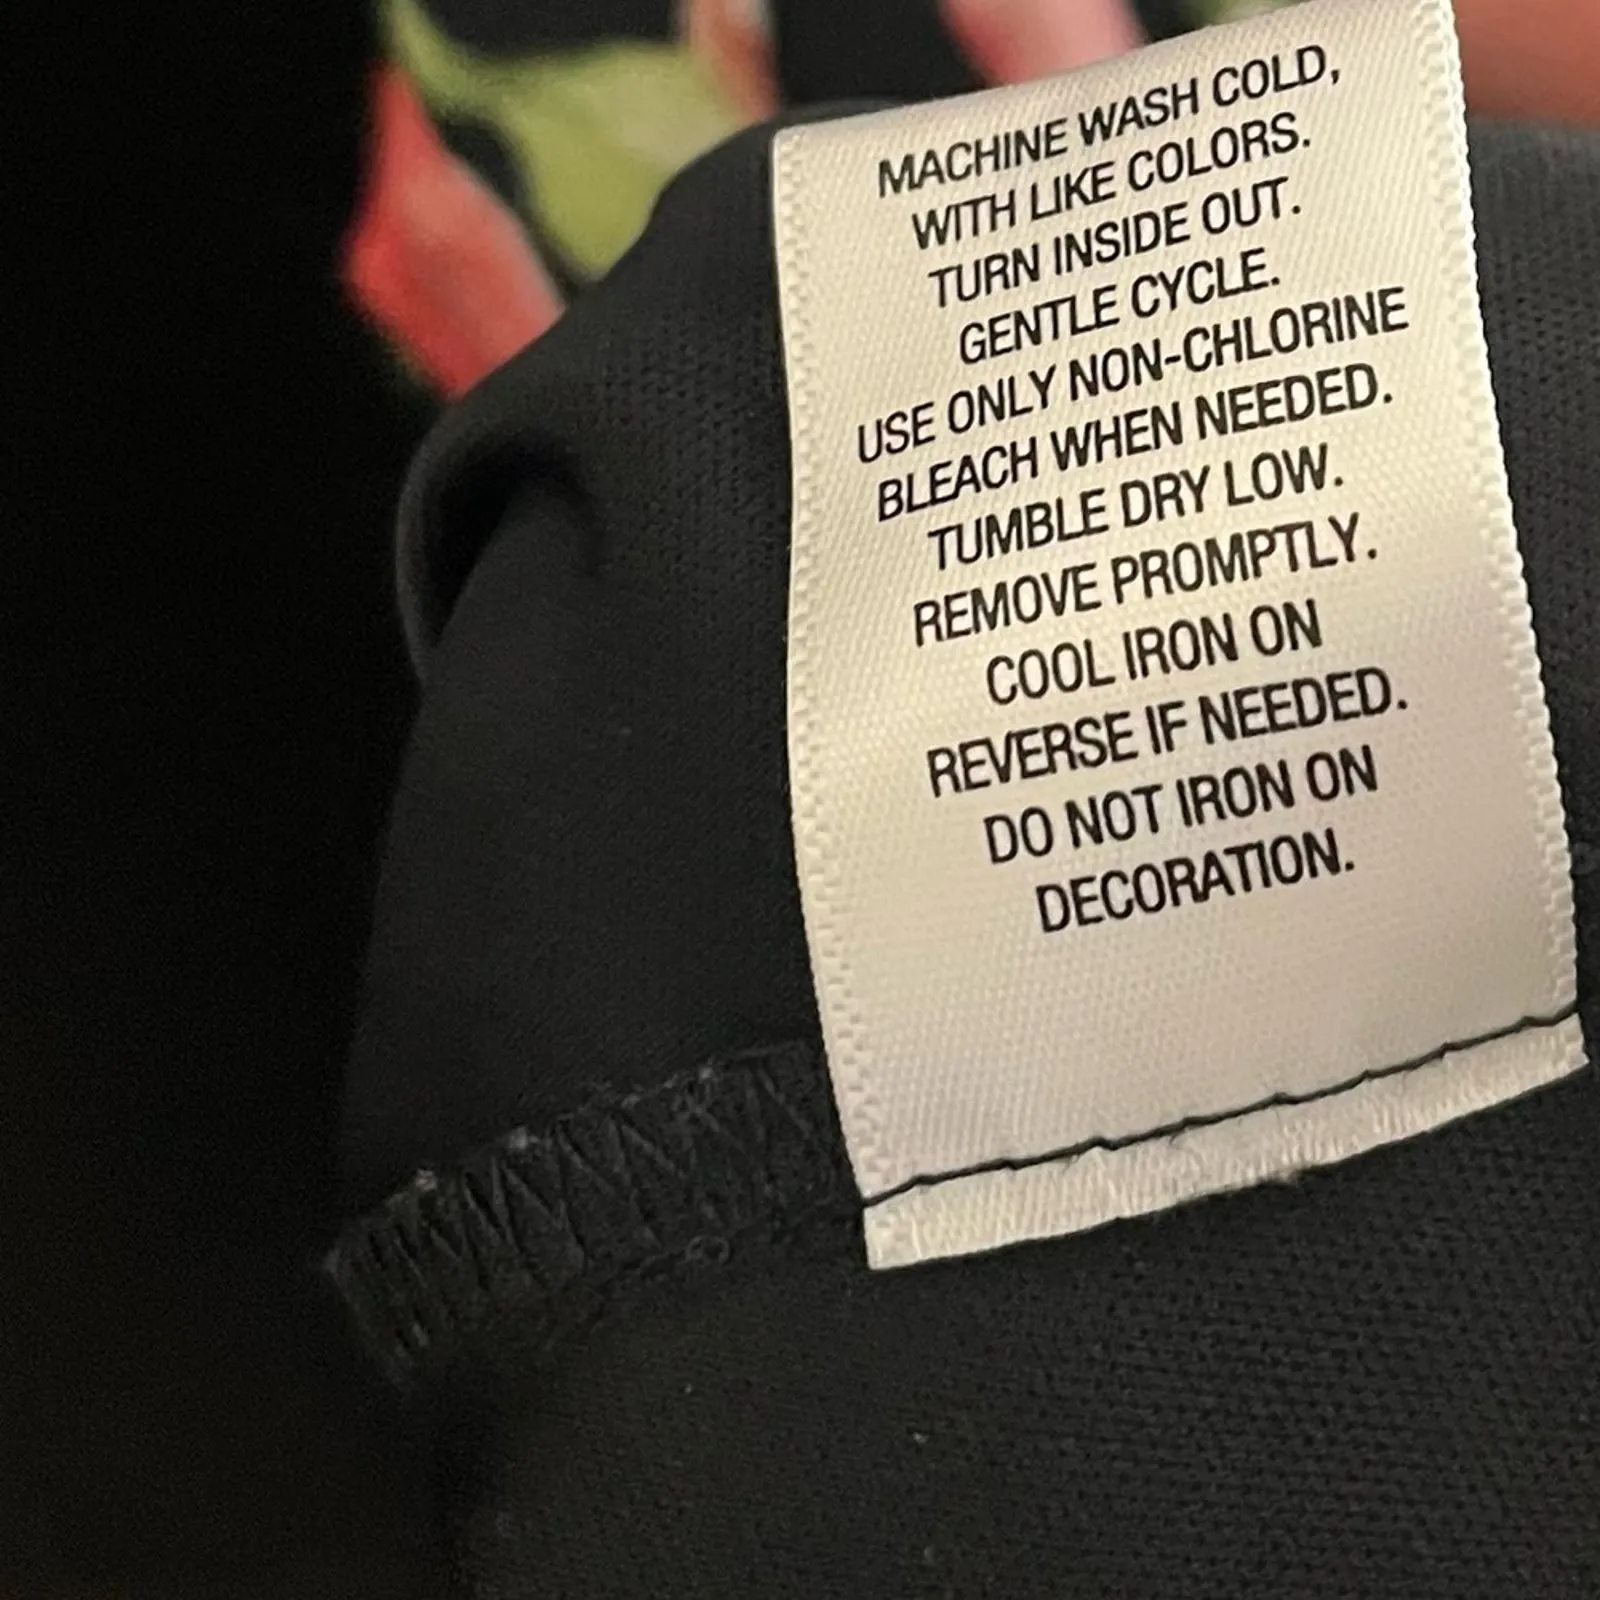 MACHINE WASH COLD,
WITH LIKE COLORS.
TURN INSIDE OUT.
GENTLE CYCLE.
USE ONLY NON-CHLORINE
BLEACH WHEN NEEDED.
TUMBLE DRY LOW.
REMOVE PROMPTLY.
COOL IRON ON
REVERSE IF NEEDED.
DO NOT IRON ON
DECORATION.